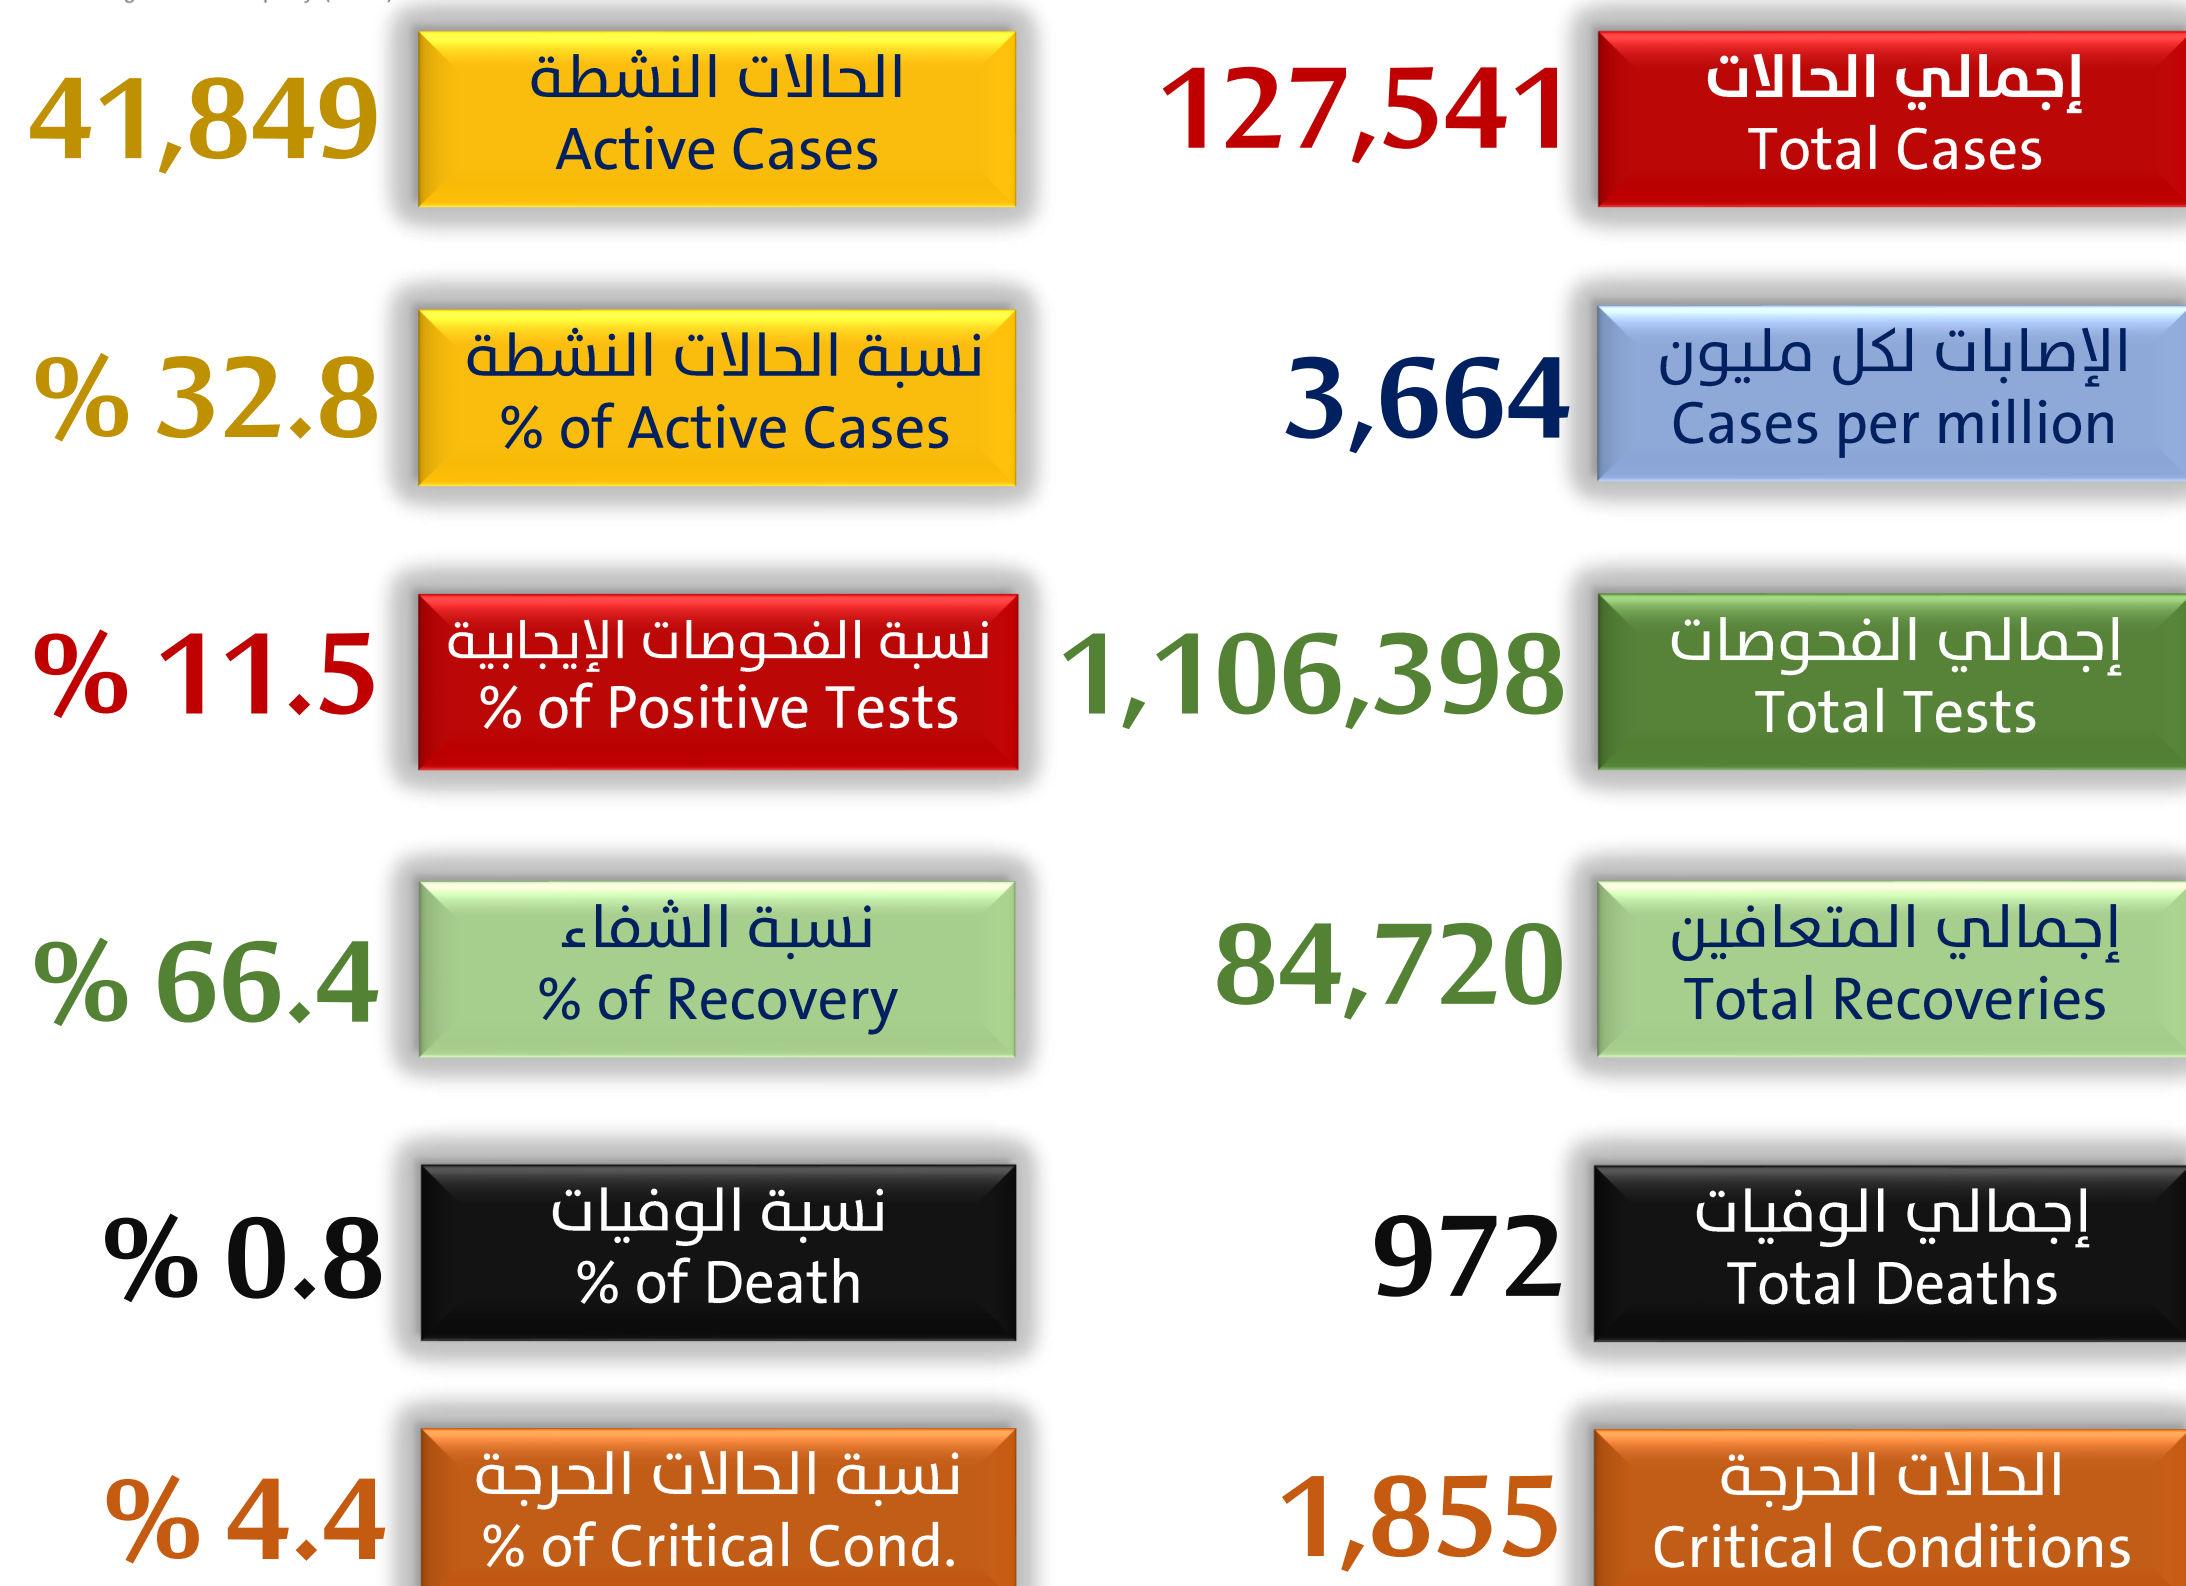 إجمالي الحالات
Total Cases
127,541
الحالات النشطة
Active Cases
41,849
الإصابات لكل مليون
Cases per million
3,664
نسبة الحالات النشطة
% of Active Cases
% 32.8
إجمالي الفحوصات
Total Tests
1,106,398
نسبة الفحوصات الإيجابية
% of Positive Tests
% 11.5
إجمالي المتعافين
Total Recoveries
84,720
نسبة الشفاء
% of Recovery
% 66.4
إجمالي الوفيات
Total Deaths
972
نسبة الوفيات
% of Death
% 0.8
الحالات الحرجة
Critical Conditions
1,855
نسبة الحالات الحرجة
% of Critical Cond.
% 4.4